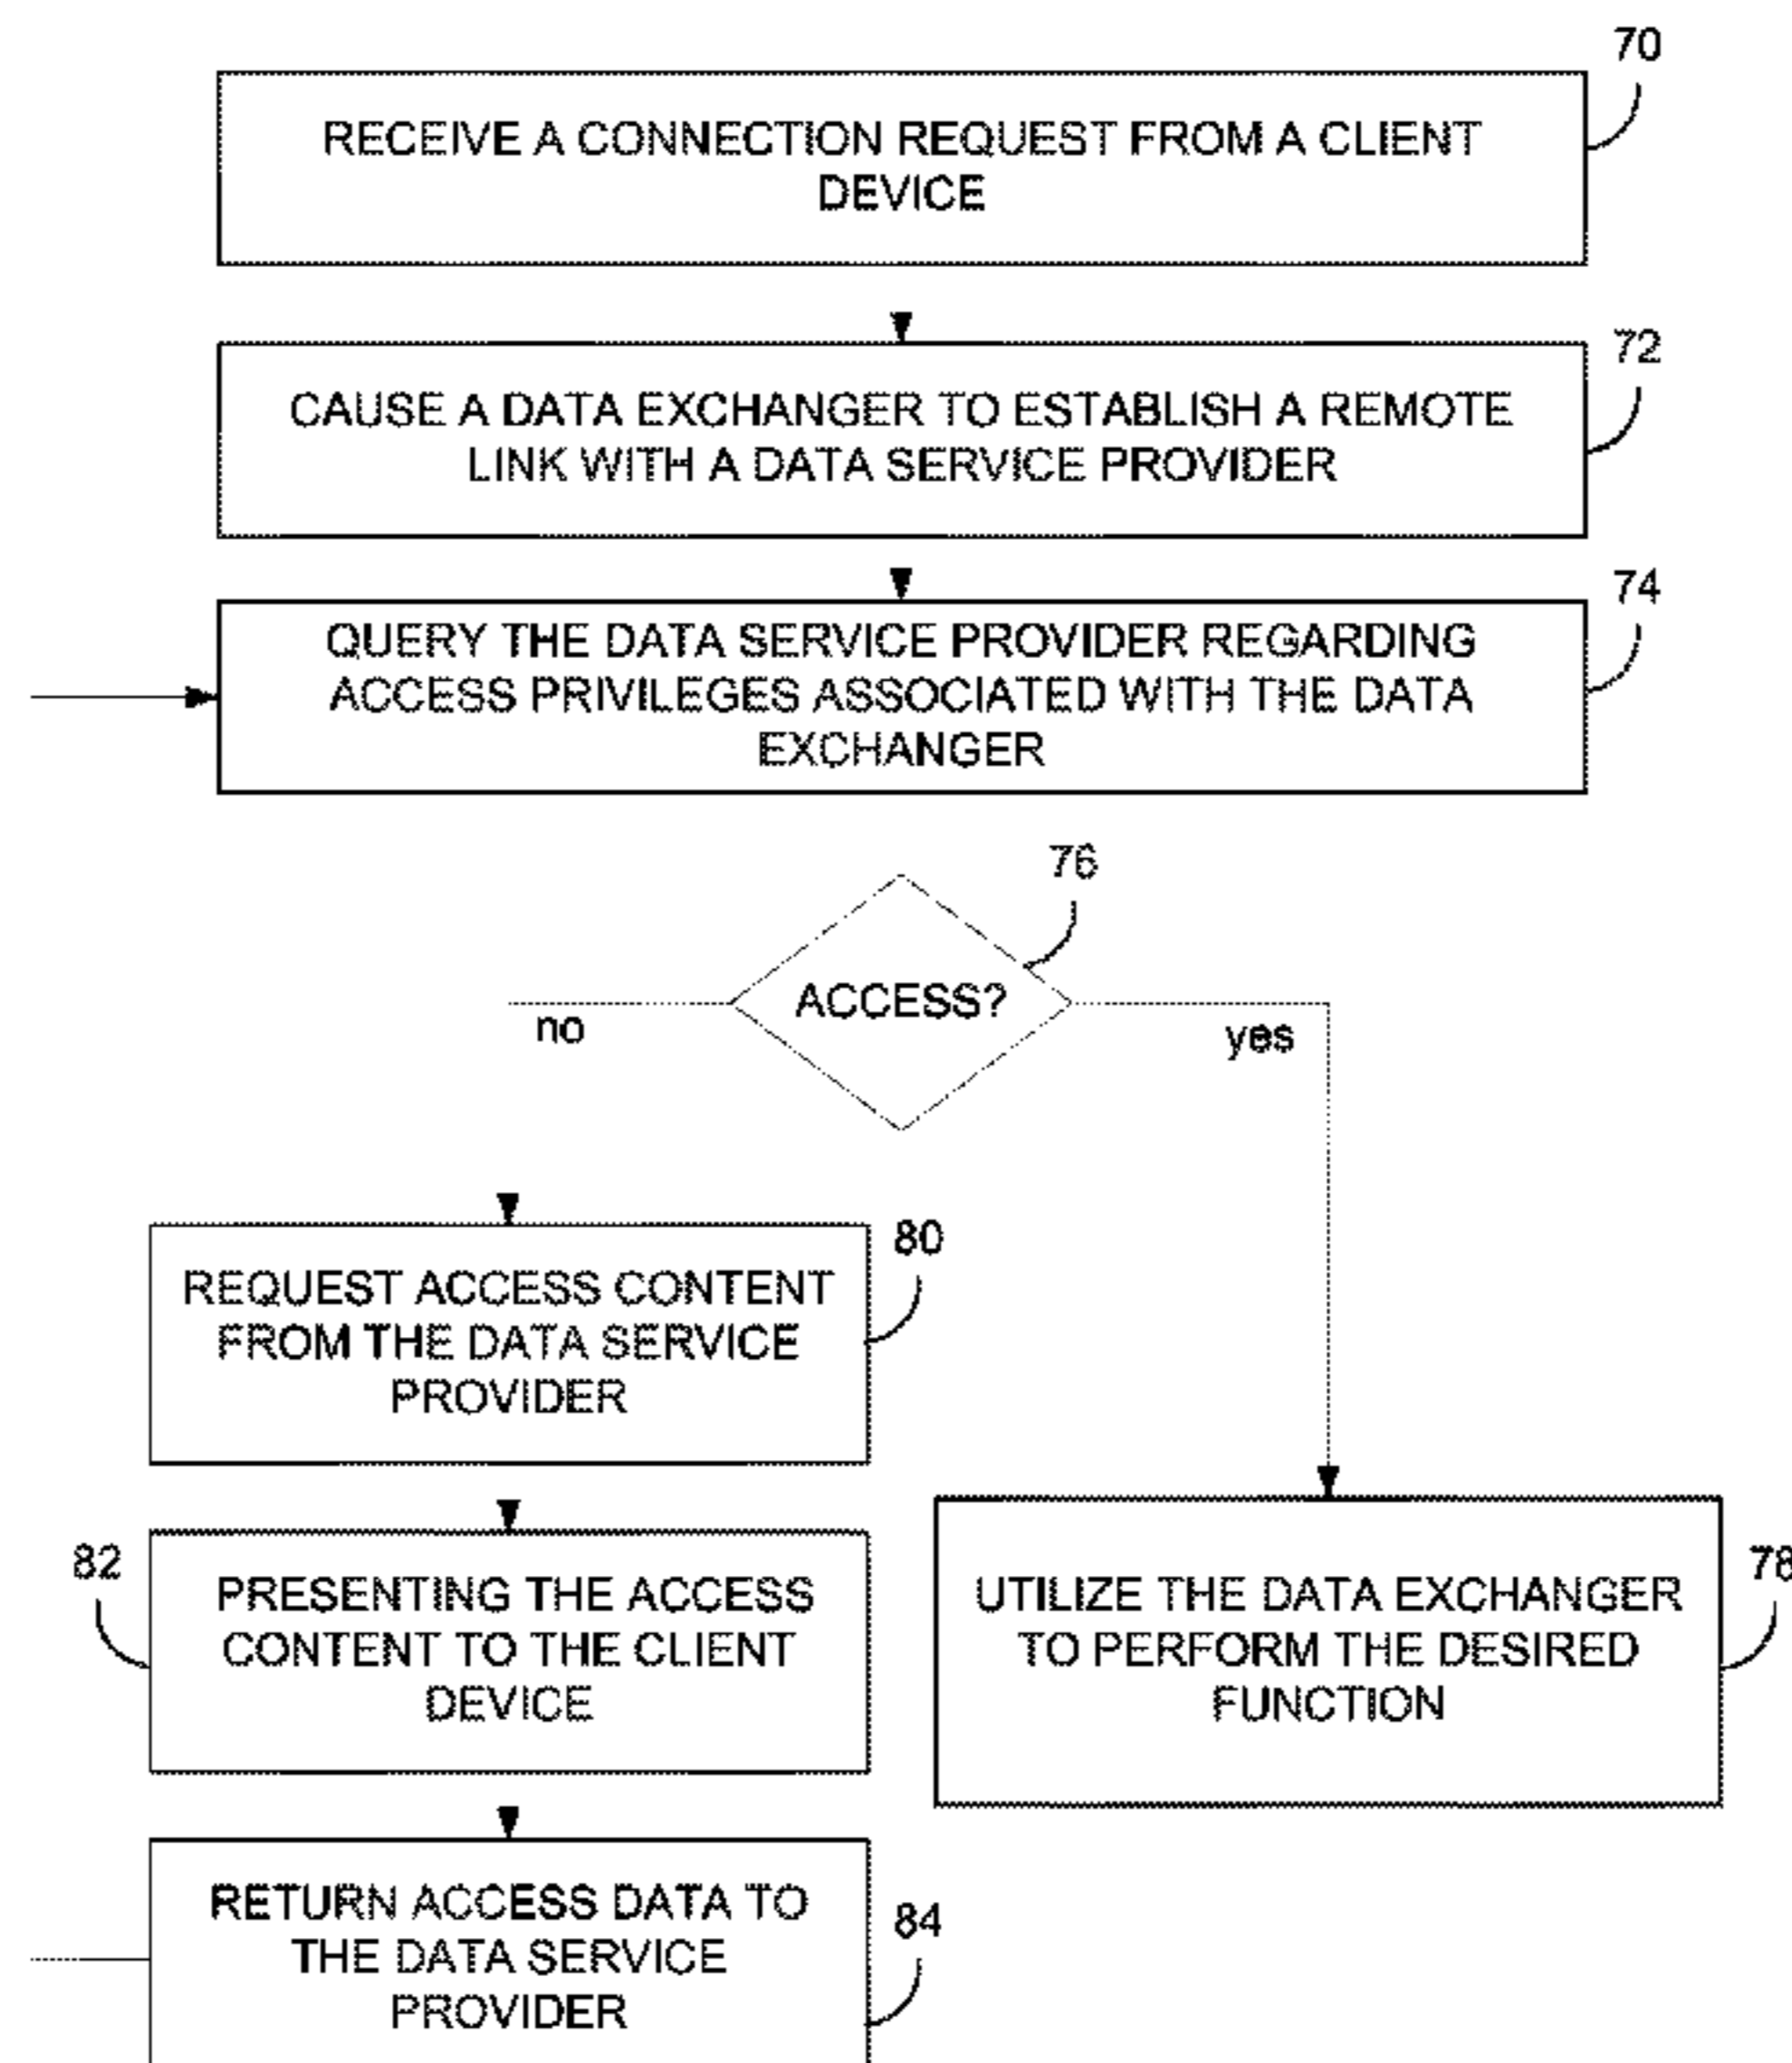 70
RECEIVE A CONNECTION REQUEST FROM A CLIENT
DEVICE
72
CAUSE A DATA EXCHANGER TO ESTABLISH A REMOTE
LINK WITH A DATA SERVICE PROVIDER
74
QUERY THE DATA SERVICE PROVIDER REGARDING
ACCESS PRIVILEGES ASSOCIATED WITH THE DATA
EXCHANGER
76
ACCESS?
no
yes
80
REQUEST ACCESS CONTENT
FROM THE DATA SERVICE
PROVIDER
82
PRESENTING THE ACCESS
CONTENT TO THE CLIENT
DEVICE
78
UTILIZE THE DATA EXCHANGER
TO PERFORM THE DESIRED
FUNCTION
84
RETURN ACCESS DATA TO
THE DATA SERVICE
PROVIDER